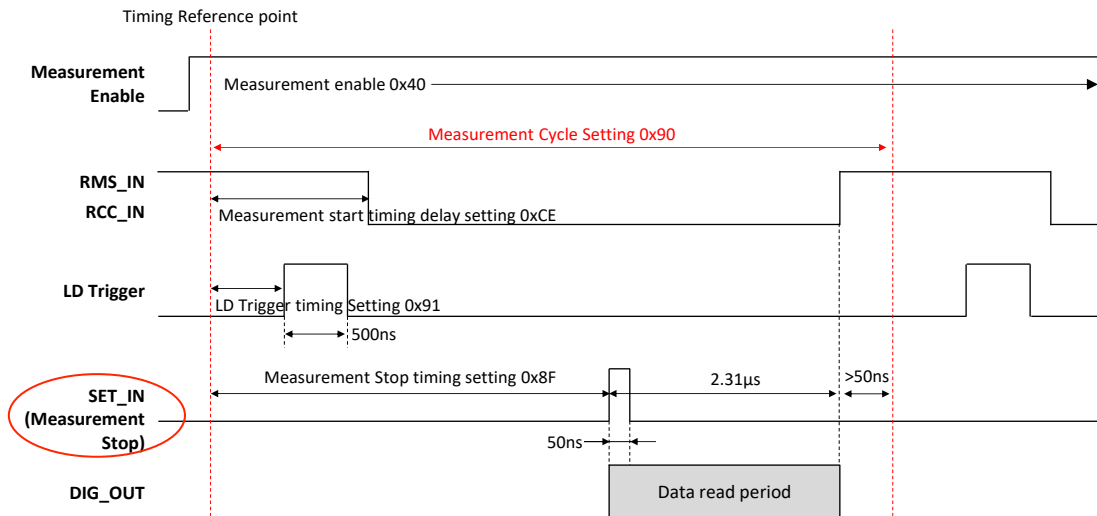 Timing Reference point
Measurement
Enable
Measurement enable 0x40
Measurement Cycle Setting 0x90
RMS_IN
RCC_IN
Measurement start timing delay setting 0xCE
LD Trigger
LD Trigger timing Setting 0x91
500ns
SET_IN
(Measurement
Stop)
Measurement Stop timing setting 0x8F
2.31μs
>50ns
50ns
DIG_OUT
Data read period